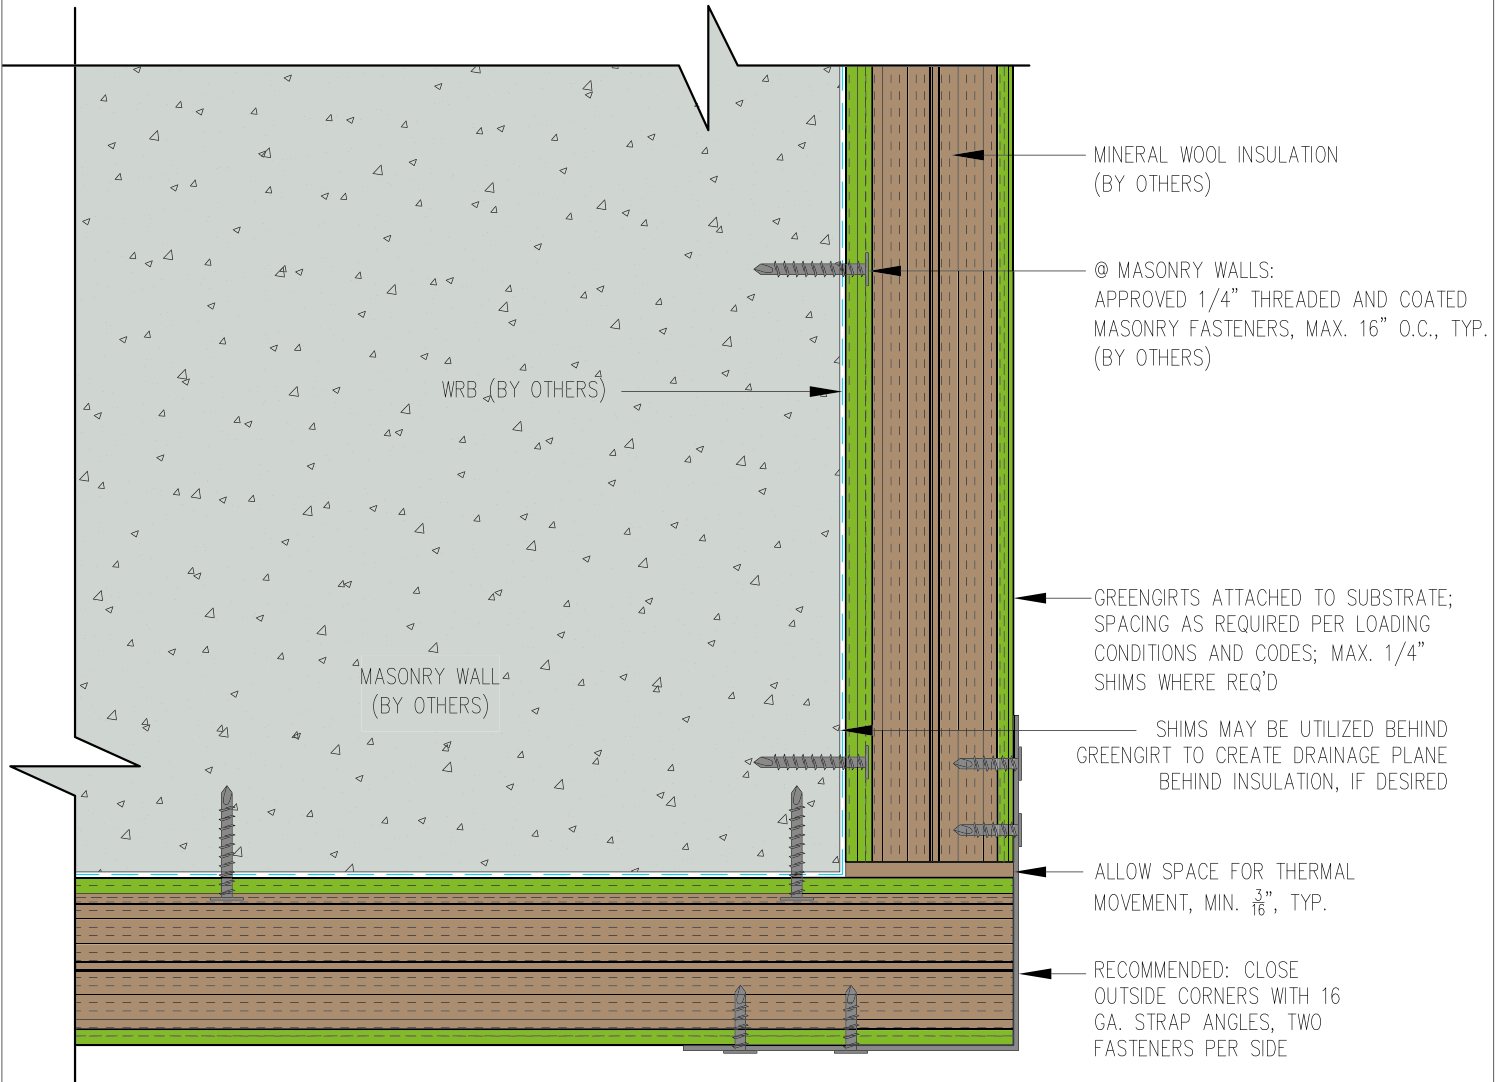 MINERAL WOOL INSULATION
(BY OTHERS)
@ MASONRY WALLS:
APPROVED 1/4” THREADED AND COATED
MASONRY FASTENERS, MAX. 16” O.C., TYP.
(BY OTHERS)
WRB (BY OTHERS)
GREENGIRTS ATTACHED TO SUBSTRATE;
SPACING AS REQUIRED PER LOADING
CONDITIONS AND CODES; MAX. 1/4”
SHIMS WHERE REQ’D
MASONRY WALL
(BY OTHERS)
SHIMS MAY BE UTILIZED BEHIND
GREENGIRT TO CREATE DRAINAGE PLANE
BEHIND INSULATION, IF DESIRED
ALLOW SPACE FOR THERMAL
MOVEMENT, MIN. 3/16”, TYP.
RECOMMENDED: CLOSE
OUTSIDE CORNERS WITH 16
GA. STRAP ANGLES, TWO
FASTENERS PER SIDE